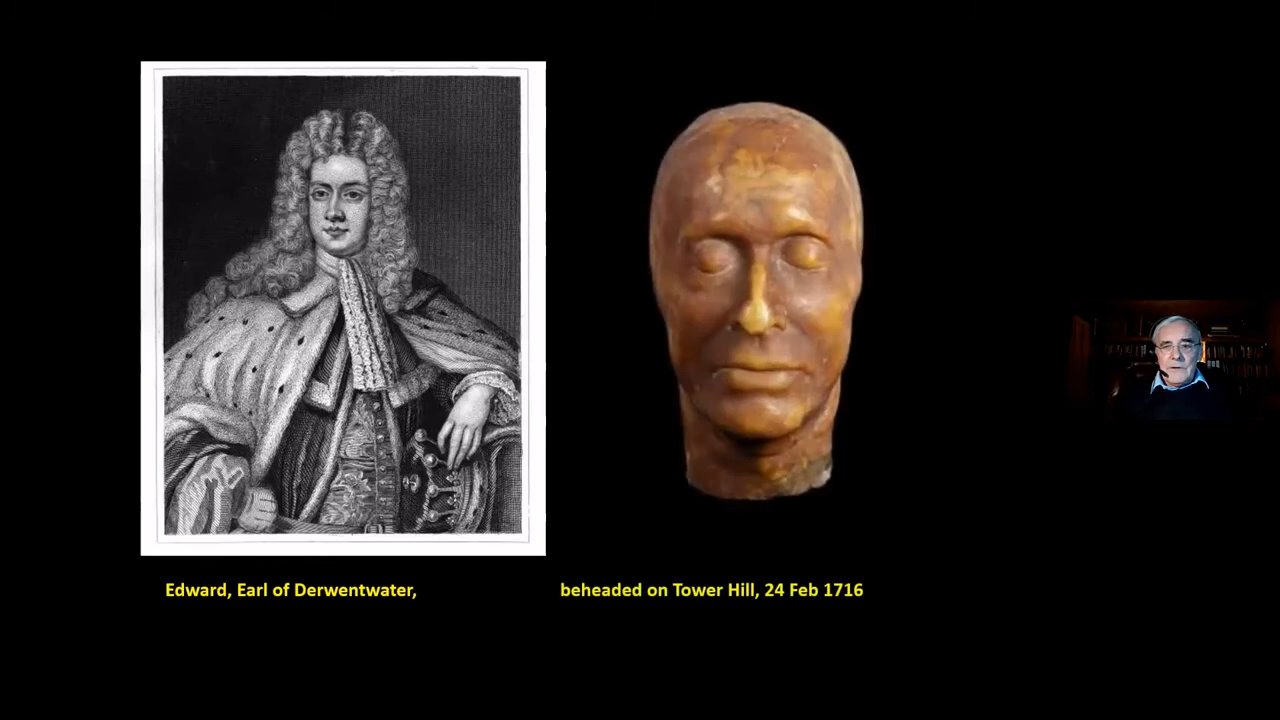 Edward, Earl of Derwentwater,
beheaded on Tower Hill, 24 Feb 1716